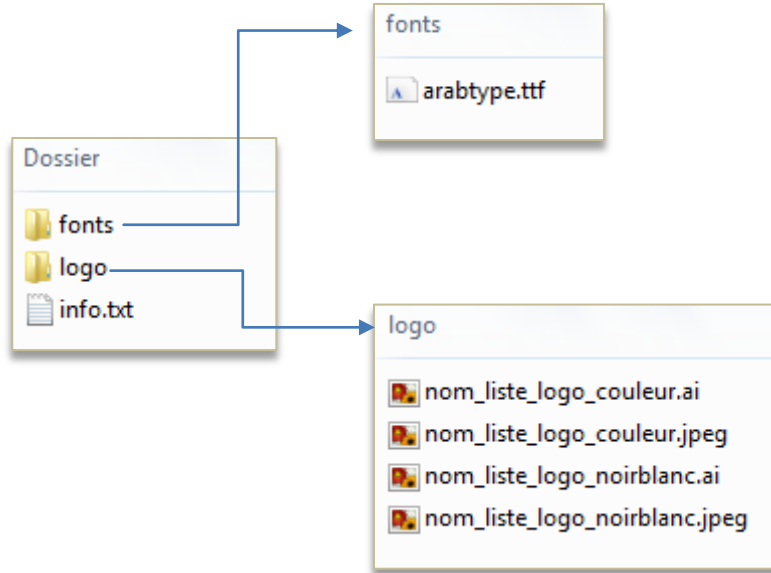 fonts
arabtype.ttf
Dossier
fonts
logo
info.txt
logo
nom_liste_logo_couleur.ai
nom_liste_logo_couleur.jpeg
nom_liste_logo_noirblanc.ai
nom_liste_logo_noirblanc.jpeg